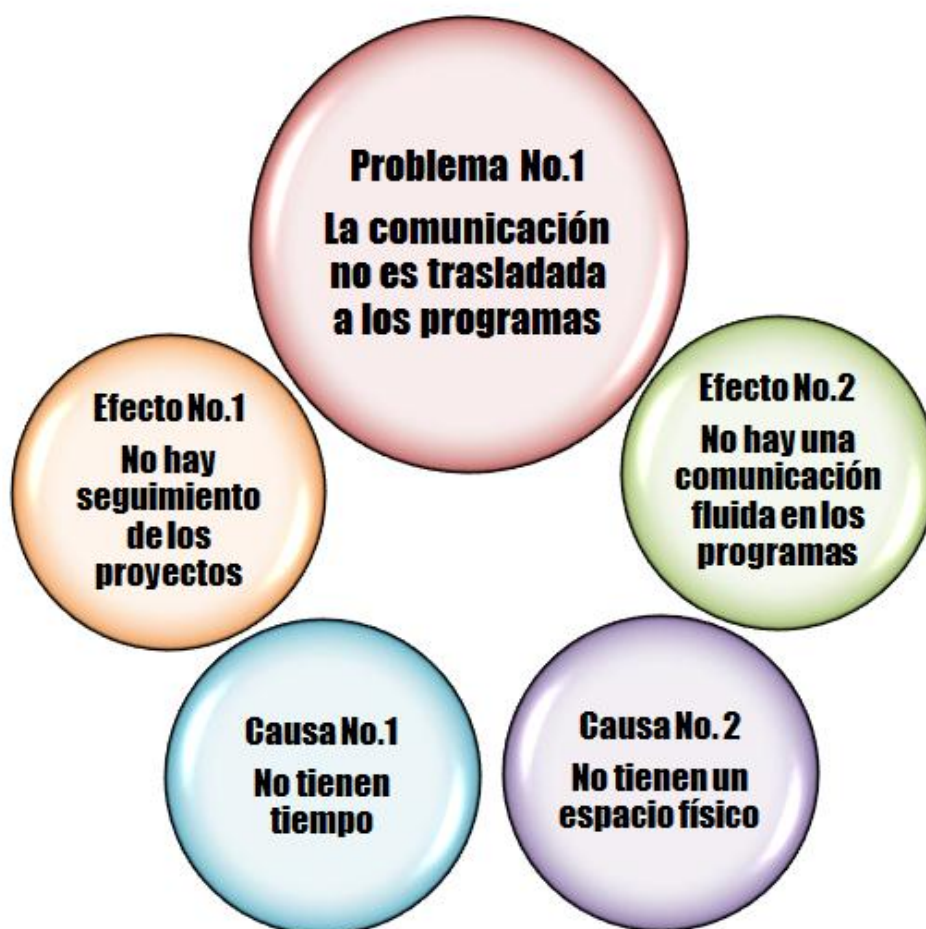 Problema No.1
La comunicación
no es trasladada
a los programas
Efecto No.1
No hay
seguimiento
de los
proyectos
Efecto No.2
No hay una
comunicación
fluida en los
programas
Causa No.1
No tienen
tiempo
Causa No. 2
No tienen un
espacio físico